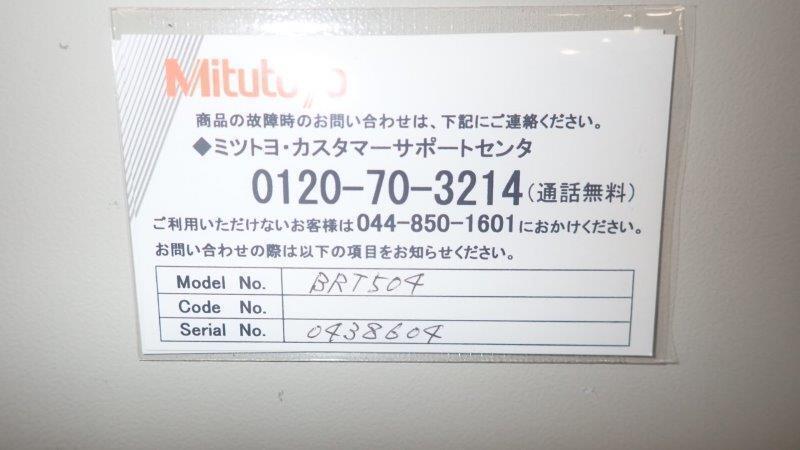 Mitutoyo
商品の故障時のお問い合わせは、下記にご連絡ください。
◆ミツトヨ・カスタマーサポートセンタ
0120-70-3214(通話無料)
ご利用いただけないお客様は044-850-1601におかけください。
お問い合わせの際は以下の項目をお知らせください。
Model No. BRT504
Code No.
Serial No. 0438604